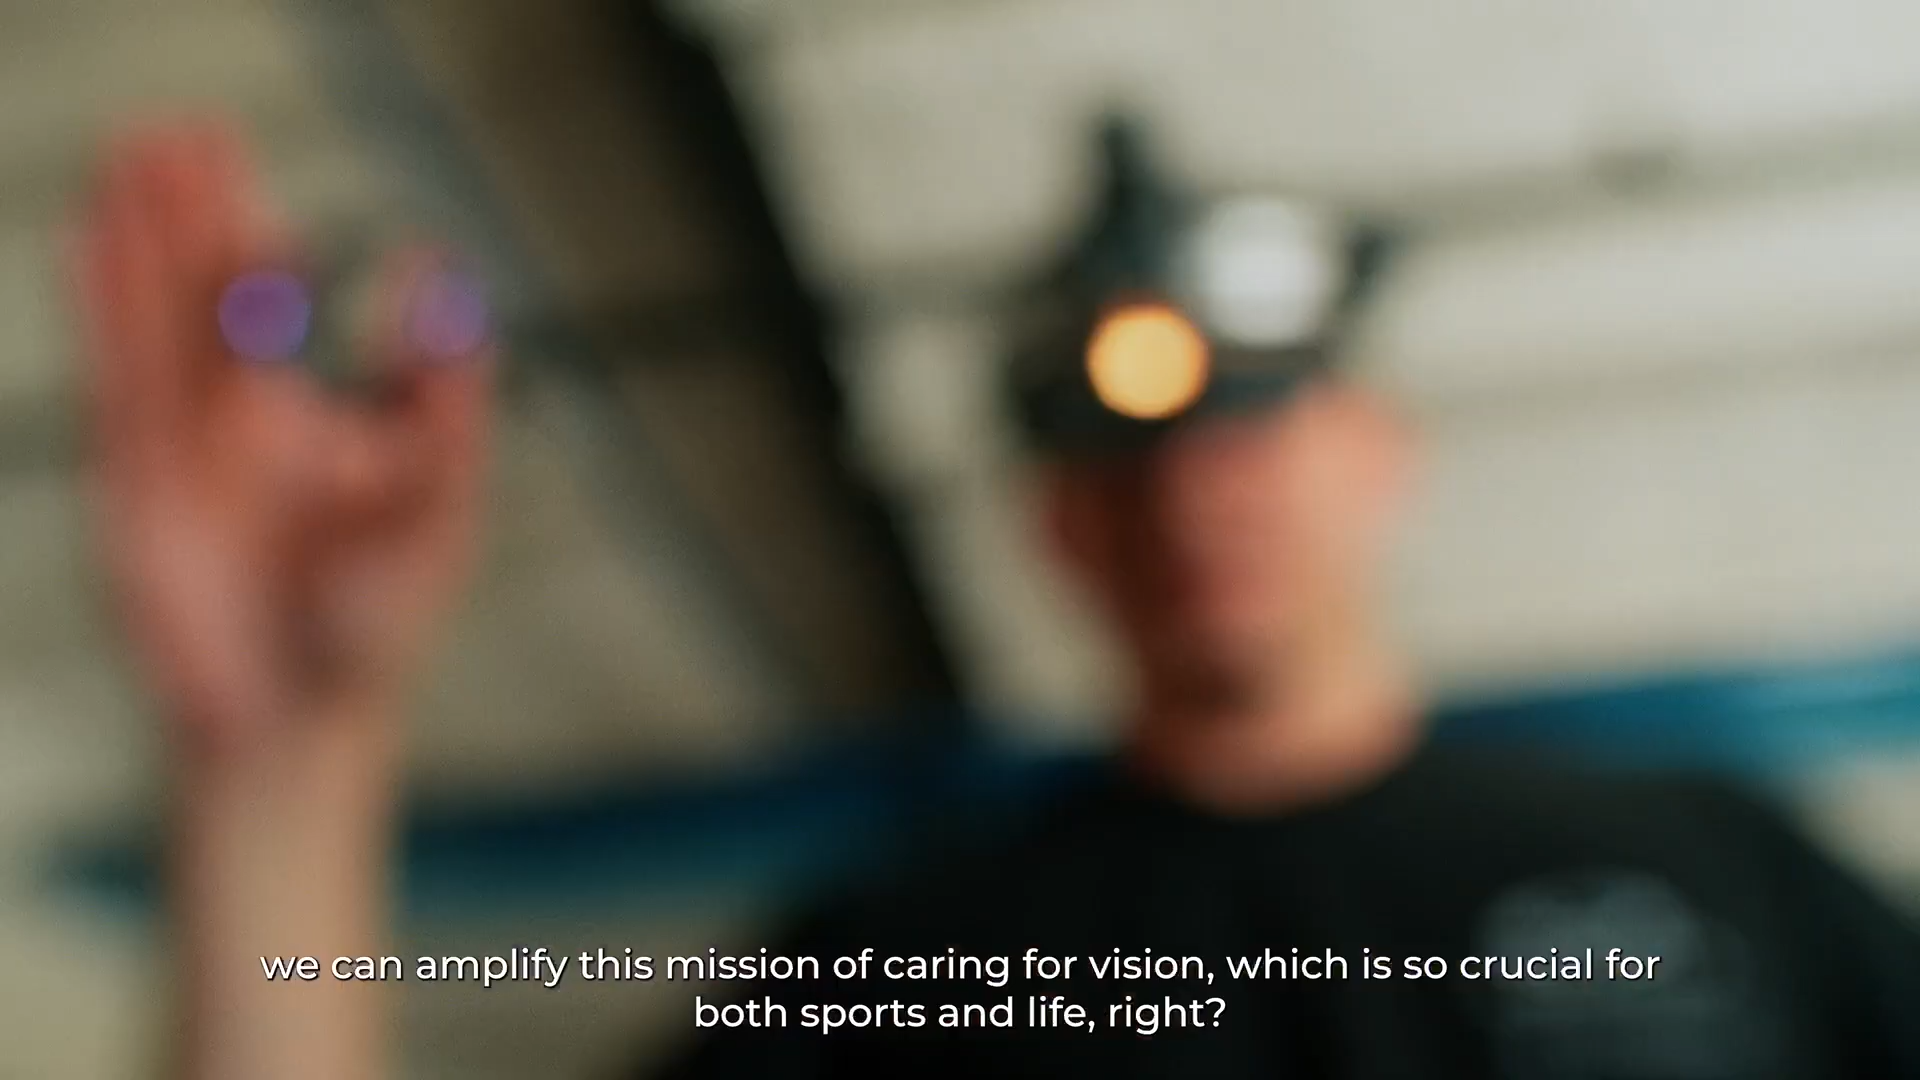 we can amplify this mission of caring for vision, which is so crucial for
both sports and life, right?